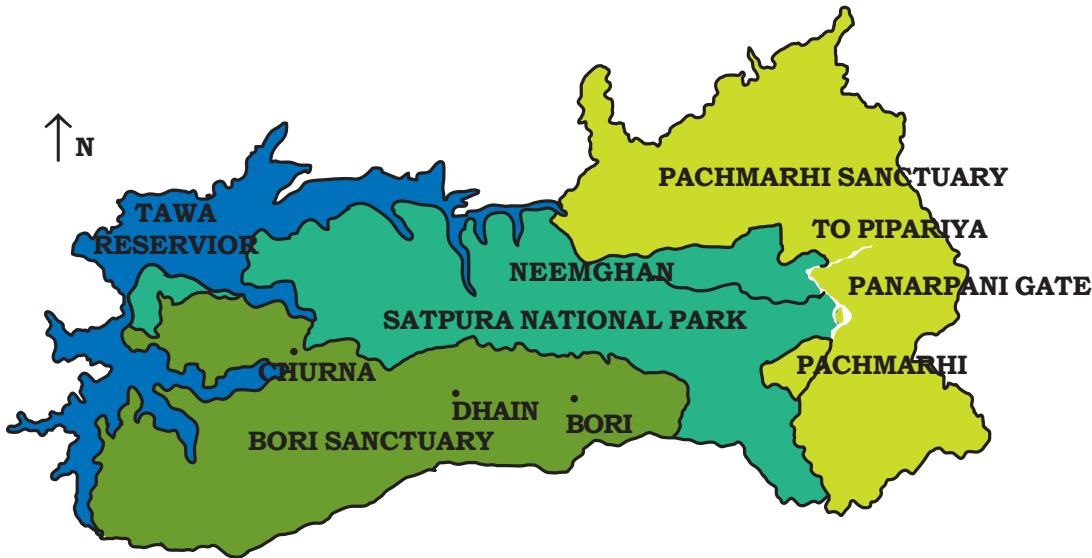 N
PACHMARHI SANCTUARY
TAWA
RESERVIOR
TO PIPARIYA
NEEMGHAN
PANARPANI GATE
SATPURA NATIONAL PARK
CHURNA
PACHMARHI
DHAIN
BORI
BORI SANCTUARY